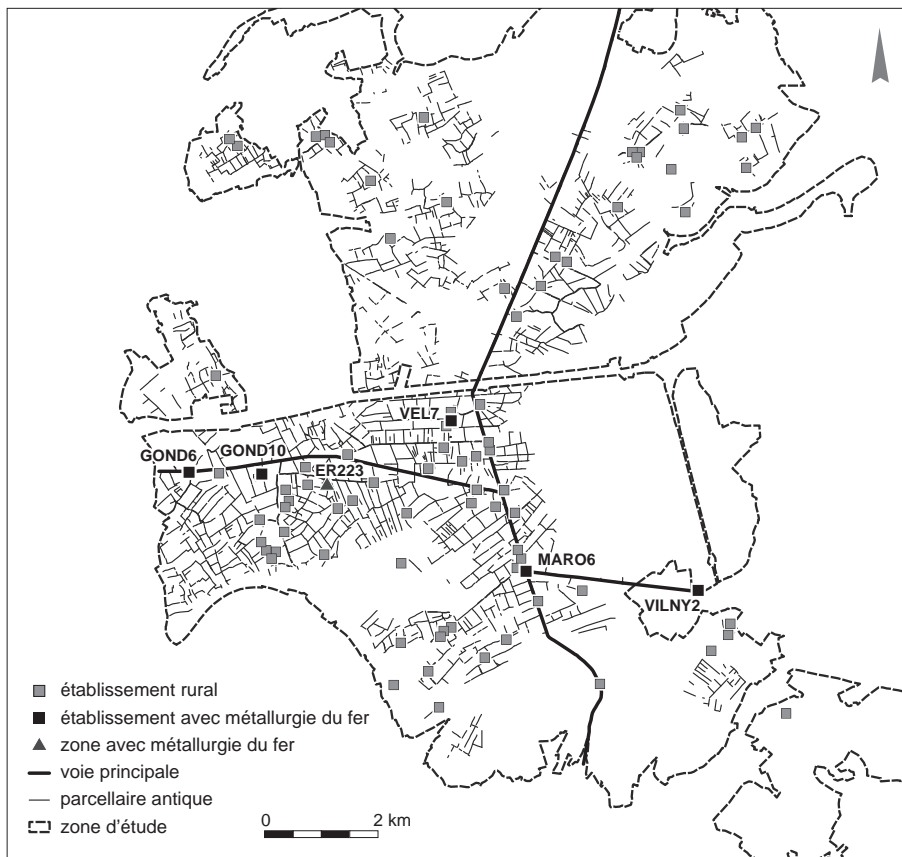 VEL7
GOND6
GOND10
ER223
MARO6
VILNY2
établissement rural
établissement avec métallurgie du fer
zone avec métallurgie du fer
voie principale
parcellaire antique
zone d'étude
0 2 km